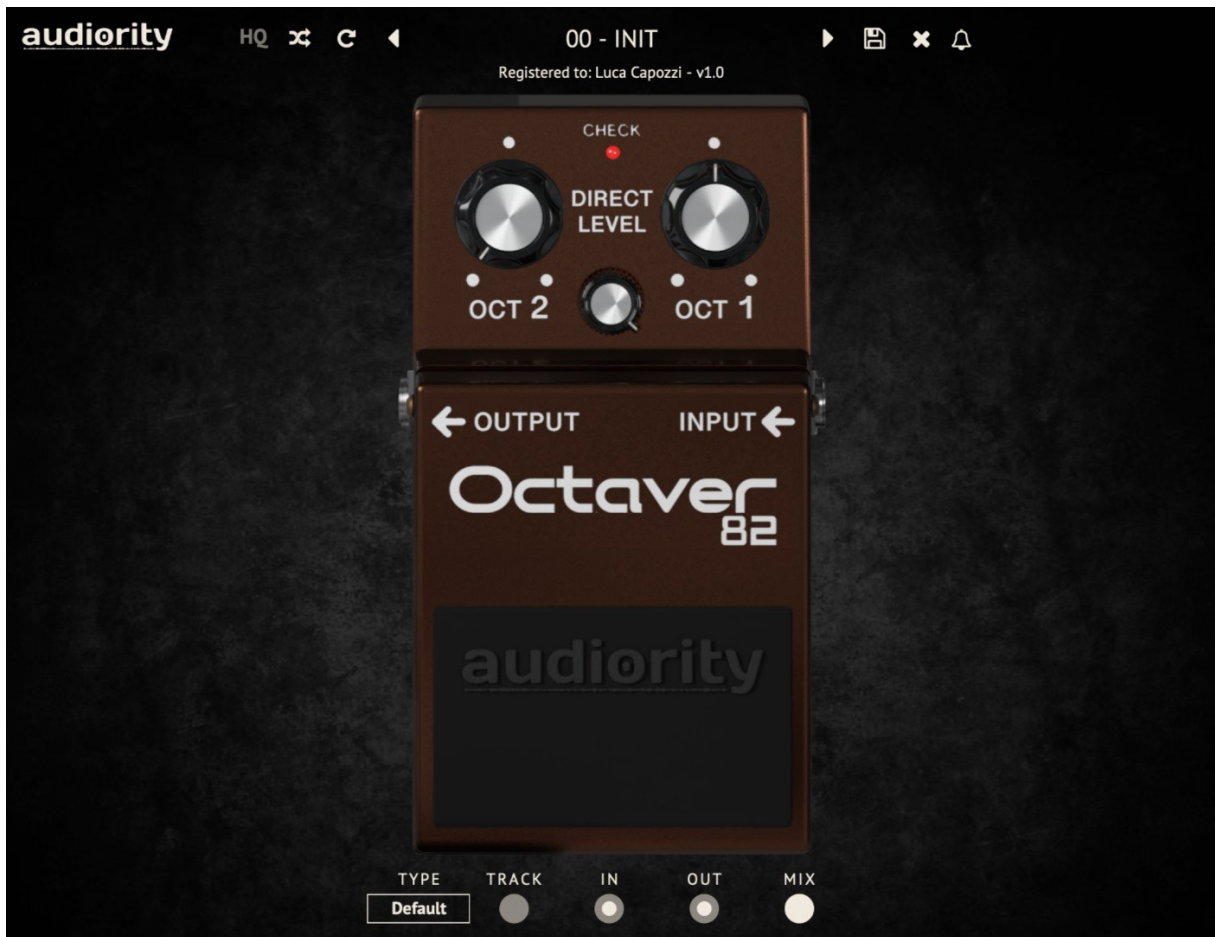 audiority
HQ
00 - INIT
Registered to: Luca Capozzi - v1.0
CHECK
DIRECT
LEVEL
OCT 2
OCT 1
OUTPUT
INPUT
Octaver
82
audiority
TYPE
TRACK
IN
OUT
MIX
Default